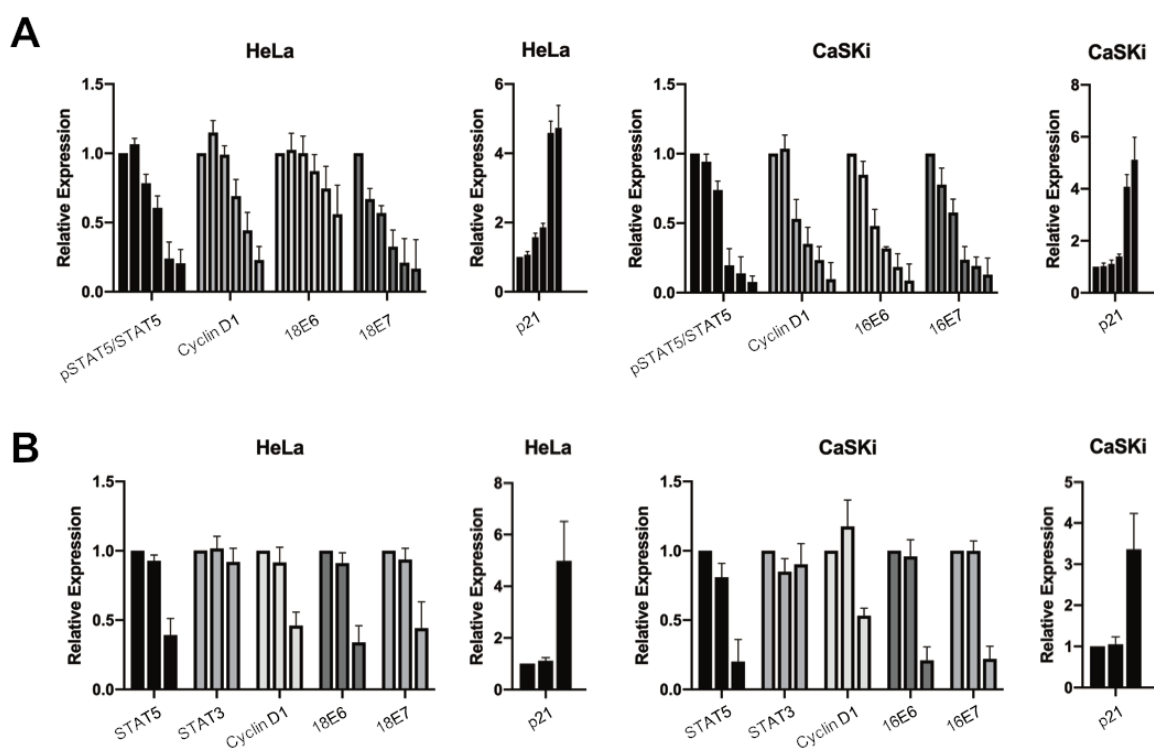 A
HeLa
Relative Expression
1.5
1.0
0.5
0.0
pSTAT5/STAT5
Cyclin D1
18E6
18E7
HeLa
Relative Expression
6
4
2
0
p21
CaSKi
Relative Expression
1.5
1.0
0.5
0.0
pSTAT5/STAT5
Cyclin D1
16E6
16E7
CaSKi
Relative Expression
8
6
4
2
0
p21
B
HeLa
Relative Expression
1.5
1.0
0.5
0.0
STAT5
STAT3
Cyclin D1
18E6
18E7
HeLa
Relative Expression
8
6
4
2
0
p21
CaSKi
Relative Expression
1.5
1.0
0.5
0.0
STAT5
STAT3
Cyclin D1
16E6
16E7
CaSKi
Relative Expression
5
4
3
2
1
0
p21